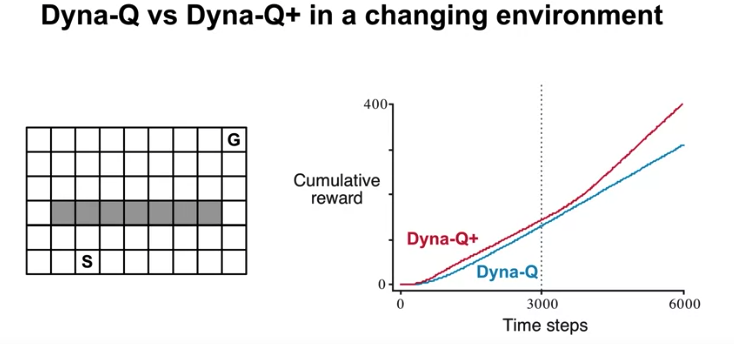 Dyna-Q vs Dyna-Q+ in a changing environment
G
S
400
Cumulative
reward
Dyna-Q+
Dyna-Q
0
0
3000
6000
Time steps